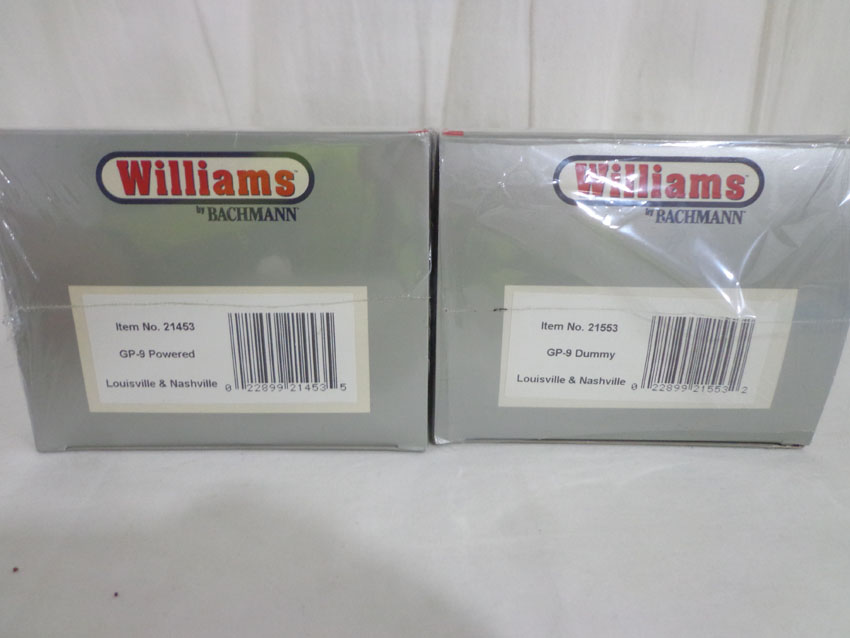 Williams
by BACHMANN
Item No. 21453
GP-9 Powered
Louisville & Nashville
0 22899 21453 5
Williams
by BACHMANN
Item No. 21553
GP-9 Dummy
Louisville & Nashville
0 22899 21553 2